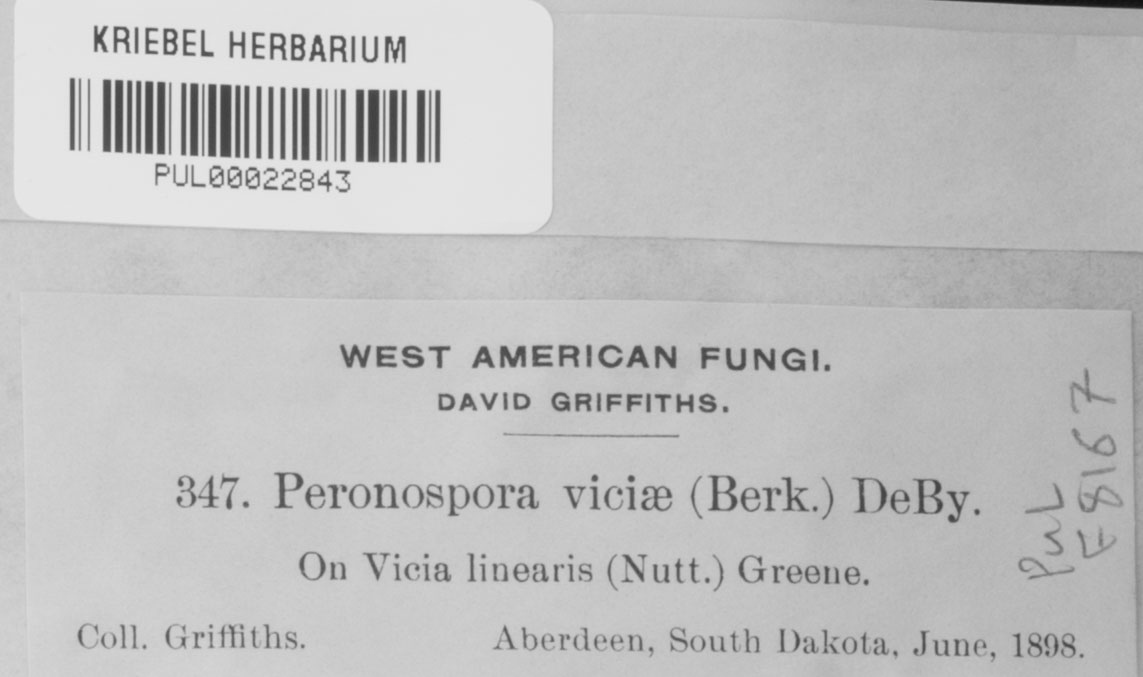 KRIEBEL HERBARIUM
PUL00022843
WEST AMERICAN FUNGI.
DAVID GRIFFITHS.
347. Peronospora viciæ (Berk.) DeBy.
On Vicia linearis (Nutt.) Greene.
Coll. Griffiths. Aberdeen, South Dakota, June, 1898.
PuL
F8167